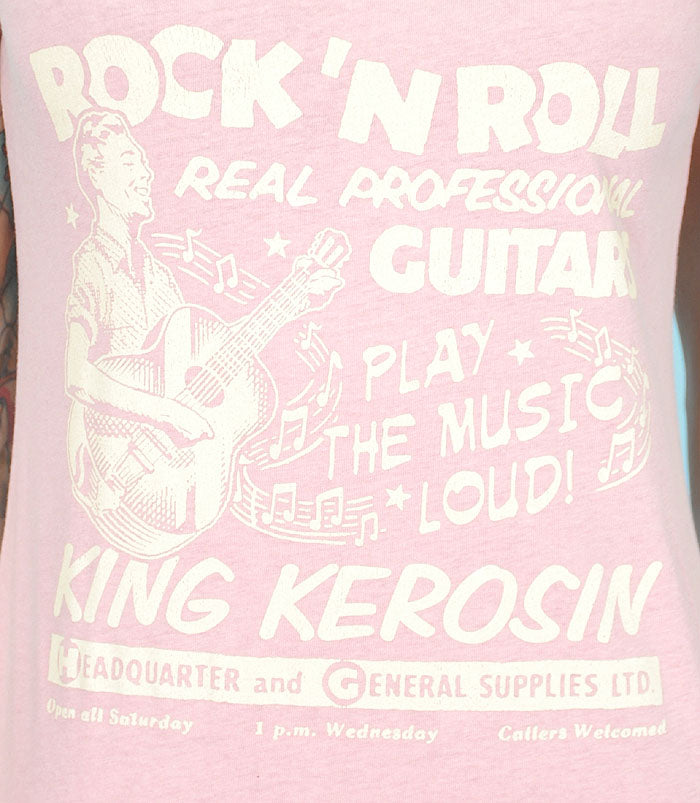 ROCK 'N ROLL
REAL PROFESSIONAL
GUITARS
PLAY
THE MUSIC
LOUD!
KING KEROSIN
HEADQUARTER and GENERAL SUPPLIES LTD.
Open all Saturday 1 p.m. Wednesday Callers Welcomed